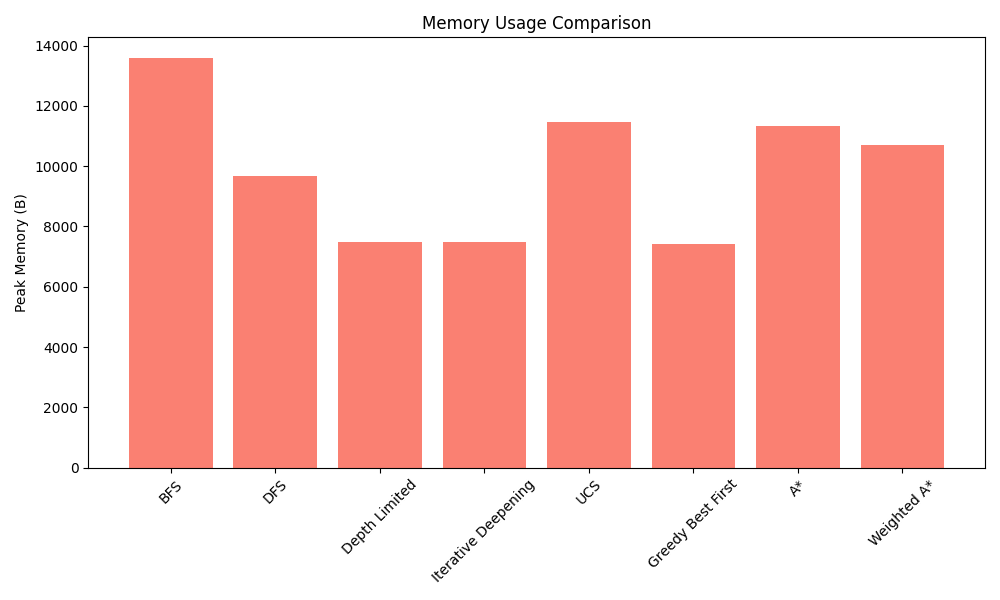 Memory Usage Comparison
Peak Memory (B)
14000
12000
10000
8000
6000
4000
2000
0
BFS
DFS
Depth Limited
Iterative Deepening
UCS
Greedy Best First
A*
Weighted A*